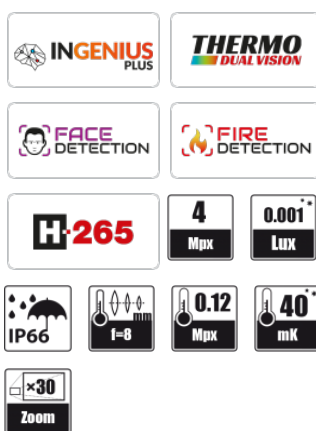 INGENIUS
PLUS
THERMO
DUAL VISION
FACE
DETECTION
FIRE
DETECTION
H·265
4
Mpx
0.001**
Lux
IP66
mm
f=8
0.12
Mpx
40*
mK
×30
Zoom